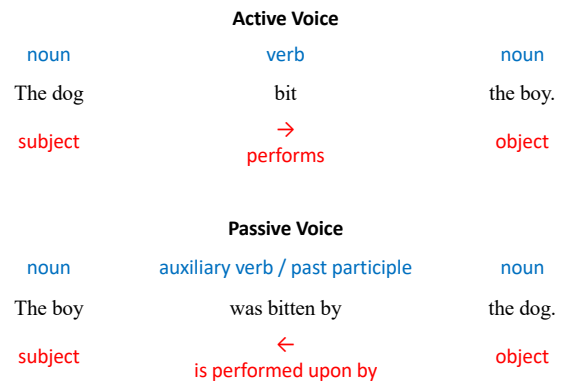 Active Voice
noun verb noun
The dog bit the boy.
subject → object
performs
Passive Voice
noun auxiliary verb / past participle noun
The boy was bitten by the dog.
subject ← object
is performed upon by